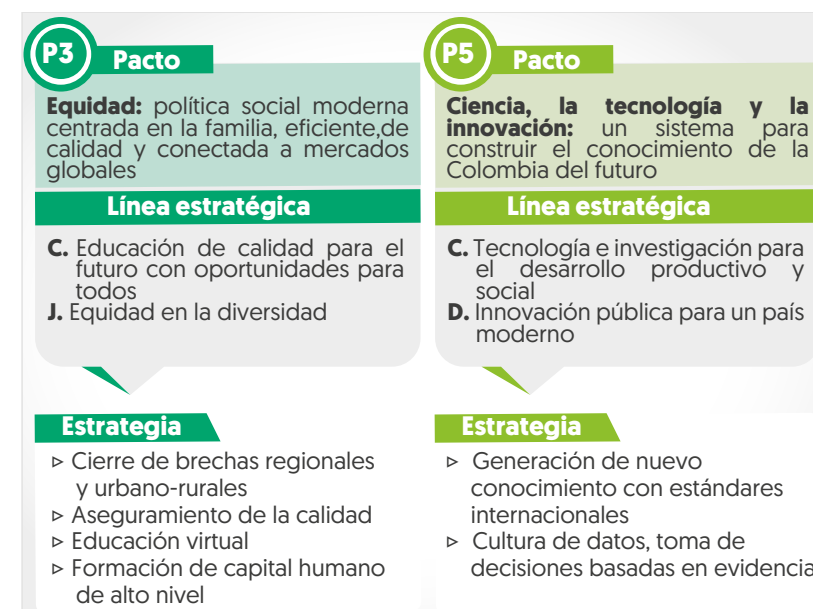 P3 Pacto
Equidad: política social moderna
centrada en la familia, eficiente,de
calidad y conectada a mercados
globales
Línea estratégica
C. Educación de calidad para el
futuro con oportunidades para
todos
J. Equidad en la diversidad
Estrategia
▹ Cierre de brechas regionales
y urbano-rurales
▹ Aseguramiento de la calidad
▹ Educación virtual
▹ Formación de capital humano
de alto nivel
P5 Pacto
Ciencia, la tecnología y la
innovación: un sistema para
construir el conocimiento de la
Colombia del futuro
Línea estratégica
C. Tecnología e investigación para
el desarrollo productivo y
social
D. Innovación pública para un país
moderno
Estrategia
▹ Generación de nuevo
conocimiento con estándares
internacionales
▹ Cultura de datos, toma de
decisiones basadas en evidencia